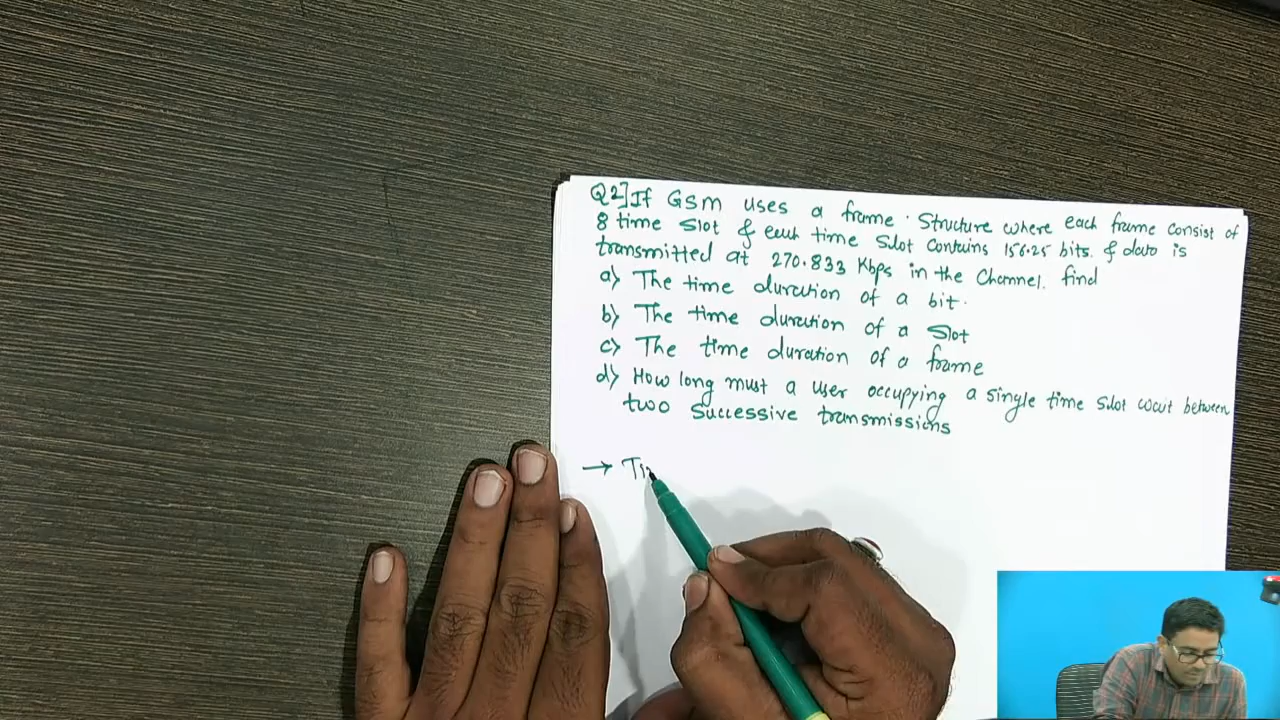 Q2] If GSM uses a frame. Structure where each frame consist of
8 time slot & each time slot contains 156.25 bits. & data is
transmitted at 270.833 Kbps in the Channel. find
a) The time duration of a bit.
b) The time duration of a slot
c) The time duration of a frame
d) How long must a user occupying a single time slot wait between
two successive transmissions
→ Ti